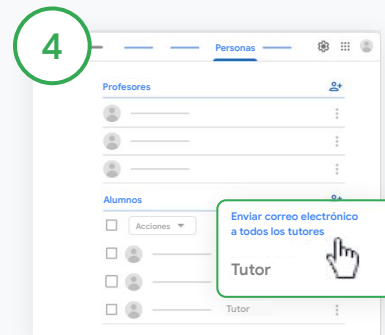 4
Personas
Profesores
Alumnos
Acciones
Enviar correo electrónico
a todos los tutores
Tutor
Tutor